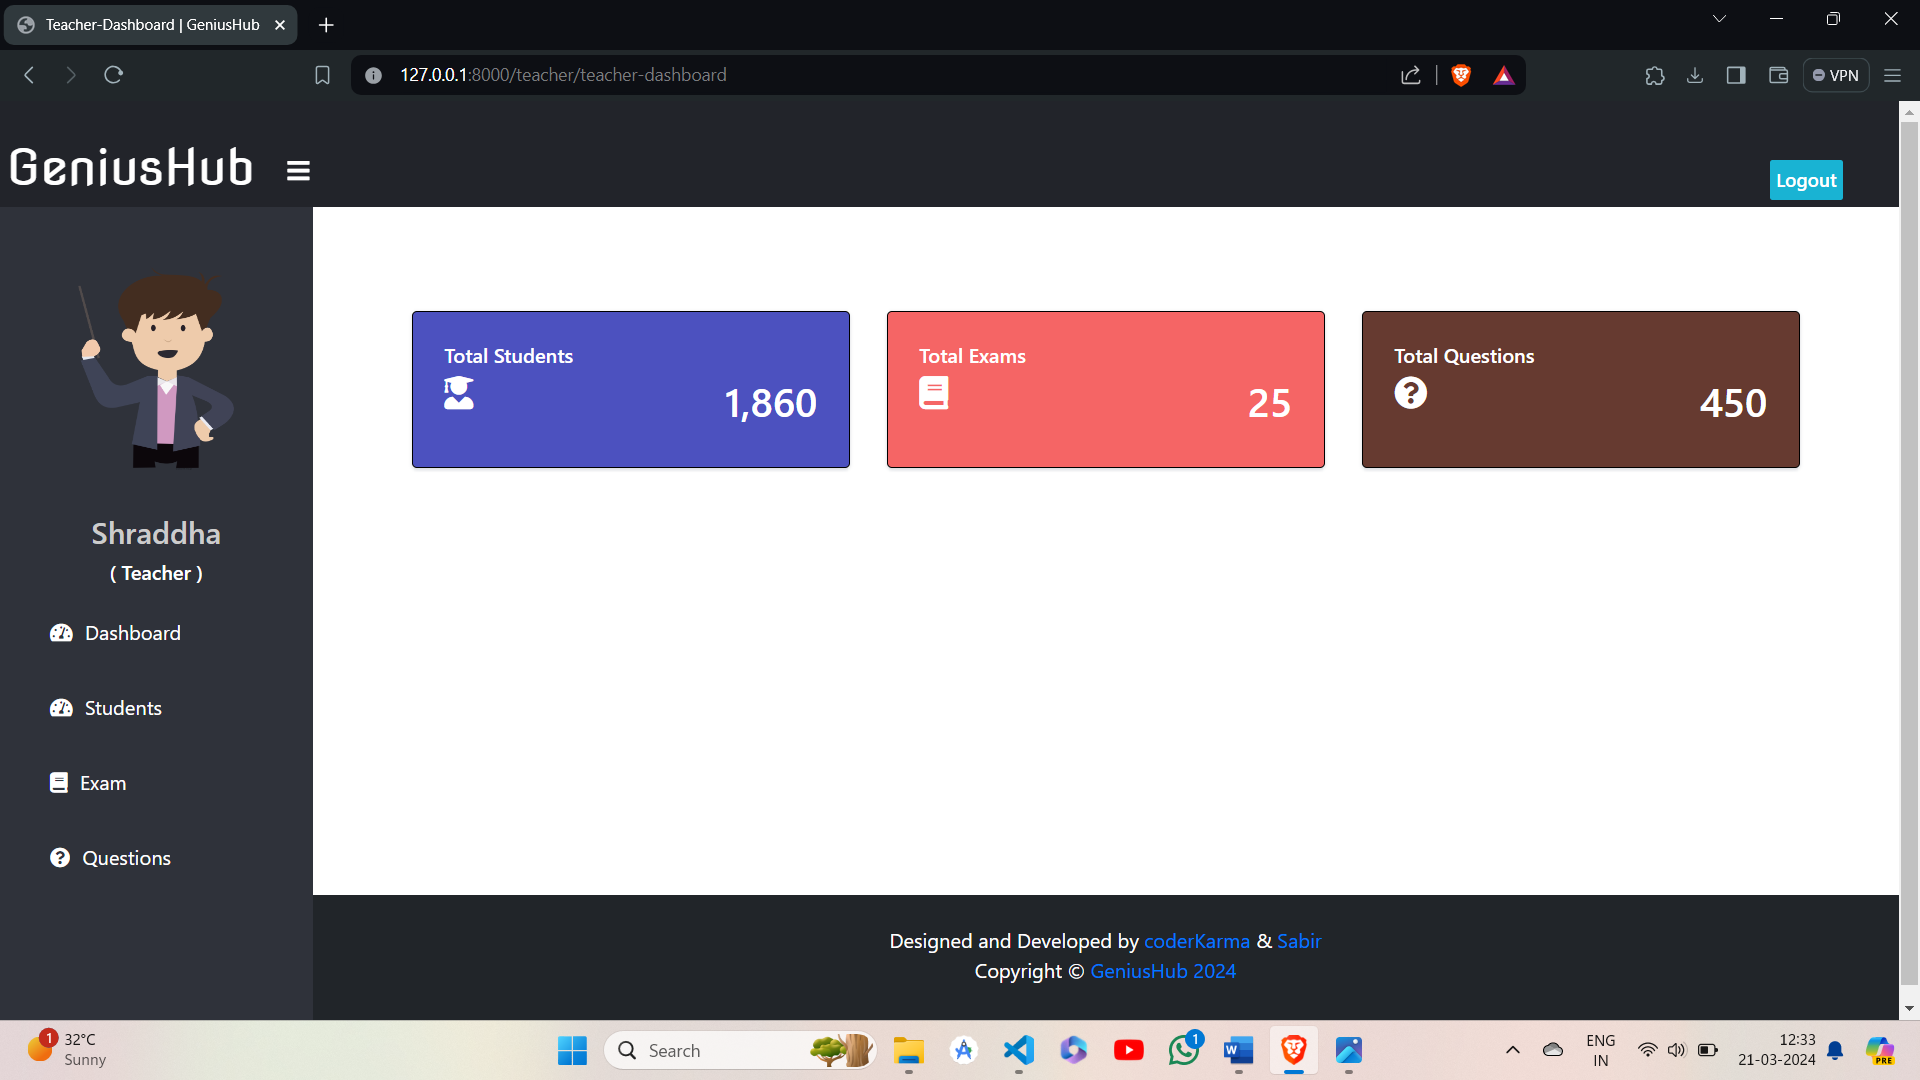 Teacher-Dashboard | GeniusHub
127.0.0.1:8000/teacher/teacher-dashboard
VPN
GeniusHub
Logout
Shraddha
( Teacher )
Dashboard
Students
Exam
Questions
Total Students
1,860
Total Exams
25
Total Questions
450
Designed and Developed by coderKarma & Sabir
Copyright © GeniusHub 2024
1
32°C
Sunny
Search
1
W
ENG
IN
12:33
21-03-2024
PRE